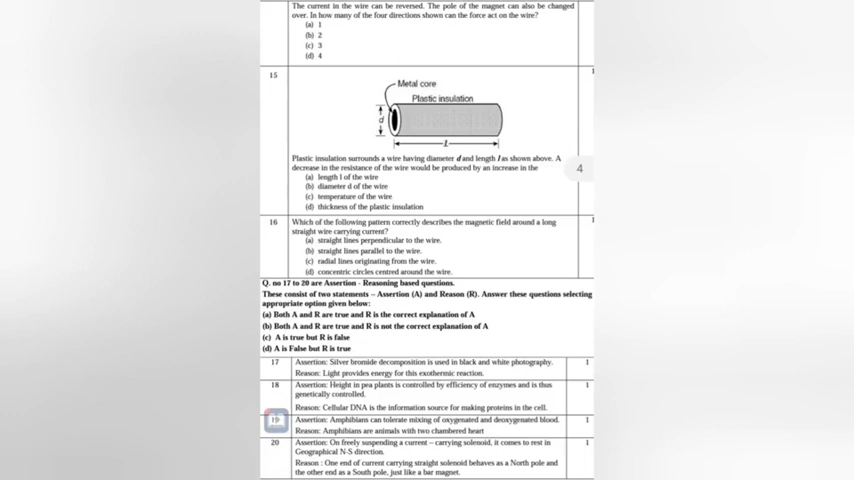 The current in the wire can be reversed. The pole of the magnet can also be changed
over. In how many of the four directions shown can the force act on the wire?
(a) 1
(b) 2
(c) 3
(d) 4
15
Metal core
Plastic insulation
d
l
Plastic insulation surrounds a wire having diameter d and length l as shown above. A
decrease in the resistance of the wire would be produced by an increase in the
(a) length l of the wire
(b) diameter d of the wire
(c) temperature of the wire
(d) thickness of the plastic insulation
4
16
Which of the following pattern correctly describes the magnetic field around a long
straight wire carrying current?
(a) straight lines perpendicular to the wire.
(b) straight lines parallel to the wire.
(c) radial lines originating from the wire.
(d) concentric circles centred around the wire.
Q. no 17 to 20 are Assertion - Reasoning based questions.
These consist of two statements – Assertion (A) and Reason (R). Answer these questions selecting
appropriate option given below:
(a) Both A and R are true and R is the correct explanation of A
(b) Both A and R are true and R is not the correct explanation of A
(c) A is true but R is false
(d) A is False but R is true
17 Assertion: Silver bromide decomposition is used in black and white photography. 1
Reason: Light provides energy for this exothermic reaction.
18 Assertion: Height in pea plants is controlled by efficiency of enzymes and is thus 1
genetically controlled.
Reason: Cellular DNA is the information source for making proteins in the cell.
19 Assertion: Amphibians can tolerate mixing of oxygenated and deoxygenated blood. 1
Reason: Amphibians are animals with two chambered heart
20 Assertion: On freely suspending a current – carrying solenoid, it comes to rest in 1
Geographical N-S direction.
Reason : One end of current carrying straight solenoid behaves as a North pole and
the other end as a South pole, just like a bar magnet.